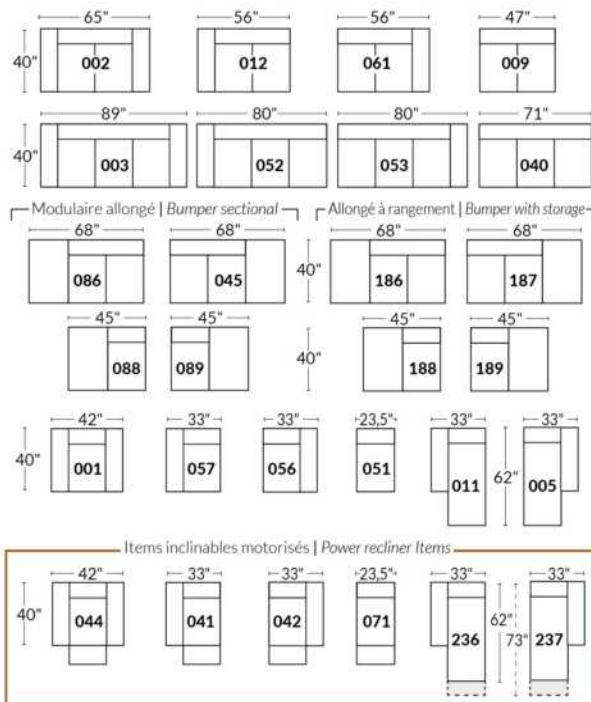 65" 56" 56" 47"
40" 002 012 061 009
89" 80" 80" 71"
40" 003 052 053 040
Modulaire allongé | Bumper sectional Allongé à rangement | Bumper with storage
68" 68" 68" 68"
086 045 40" 186 187
45" 45" 45" 45"
088 089 40" 188 189
42" 33" 33" 23,5" 33" 33"
40" 001 057 056 051 011 62" 005
Items inclinables motorisés | Power recliner Items
42" 33" 33" 23,5" 33" 33"
40" 044 041 042 071 236 62" 73" 237